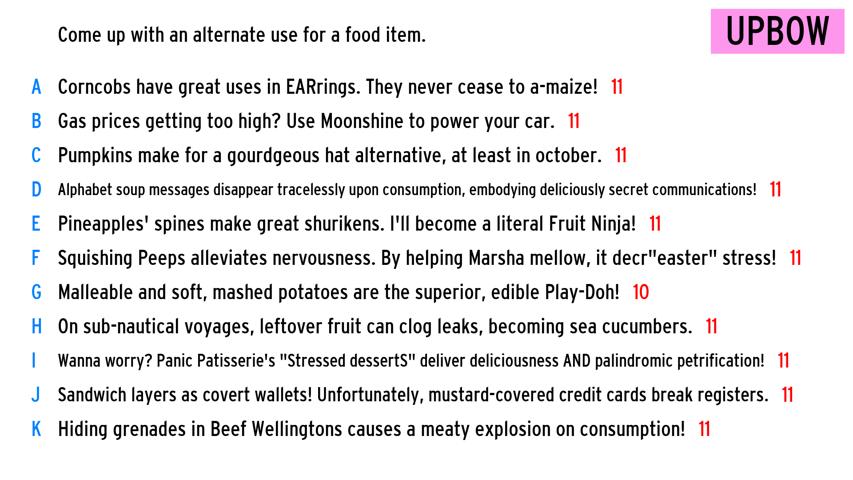 Come up with an alternate use for a food item.
UPBOW
A Corncobs have great uses in EARrings. They never cease to a-maize! 11
B Gas prices getting too high? Use Moonshine to power your car. 11
C Pumpkins make for a gourdgeous hat alternative, at least in october. 11
D Alphabet soup messages disappear tracelessly upon consumption, embodying deliciously secret communications! 11
E Pineapples' spines make great shurikens. I'll become a literal Fruit Ninja! 11
F Squishing Peeps alleviates nervousness. By helping Marsha mellow, it decr"easter" stress! 11
G Malleable and soft, mashed potatoes are the superior, edible Play-Doh! 10
H On sub-nautical voyages, leftover fruit can clog leaks, becoming sea cucumbers. 11
I Wanna worry? Panic Patisserie's "Stressed dessertS" deliver deliciousness AND palindromic petrification! 11
J Sandwich layers as covert wallets! Unfortunately, mustard-covered credit cards break registers. 11
K Hiding grenades in Beef Wellingtons causes a meaty explosion on consumption! 11